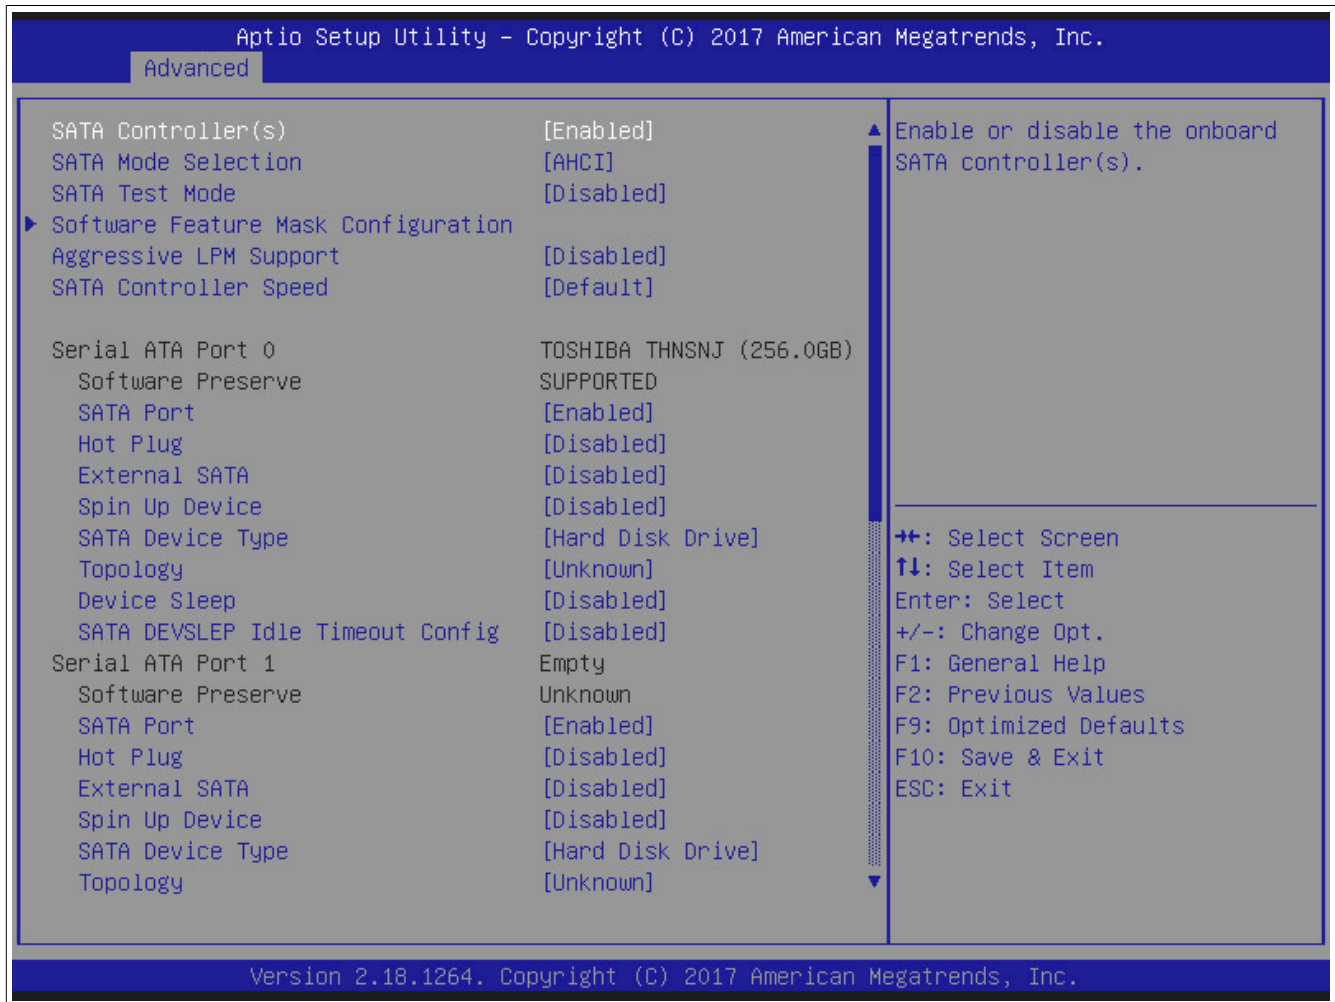 Aptio Setup Utility – Copyright (C) 2017 American Megatrends, Inc.
Advanced
SATA Controller(s) [Enabled]
SATA Mode Selection [AHCI]
SATA Test Mode [Disabled]
Software Feature Mask Configuration
Aggressive LPM Support [Disabled]
SATA Controller Speed [Default]
Serial ATA Port 0 TOSHIBA THNSNJ (256.0GB)
Software Preserve SUPPORTED
SATA Port [Enabled]
Hot Plug [Disabled]
External SATA [Disabled]
Spin Up Device [Disabled]
SATA Device Type [Hard Disk Drive]
Topology [Unknown]
Device Sleep [Disabled]
SATA DEVSLEP Idle Timeout Config [Disabled]
Serial ATA Port 1 Empty
Software Preserve Unknown
SATA Port [Enabled]
Hot Plug [Disabled]
External SATA [Disabled]
Spin Up Device [Disabled]
SATA Device Type [Hard Disk Drive]
Topology [Unknown]
Enable or disable the onboard
SATA controller(s).
→←: Select Screen
↑↓: Select Item
Enter: Select
+/-: Change Opt.
F1: General Help
F2: Previous Values
F9: Optimized Defaults
F10: Save & Exit
ESC: Exit
Version 2.18.1264. Copyright (C) 2017 American Megatrends, Inc.